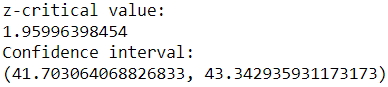 z-critical value:
1.95996398454
Confidence interval:
(41.703064068826833, 43.342935931173173)